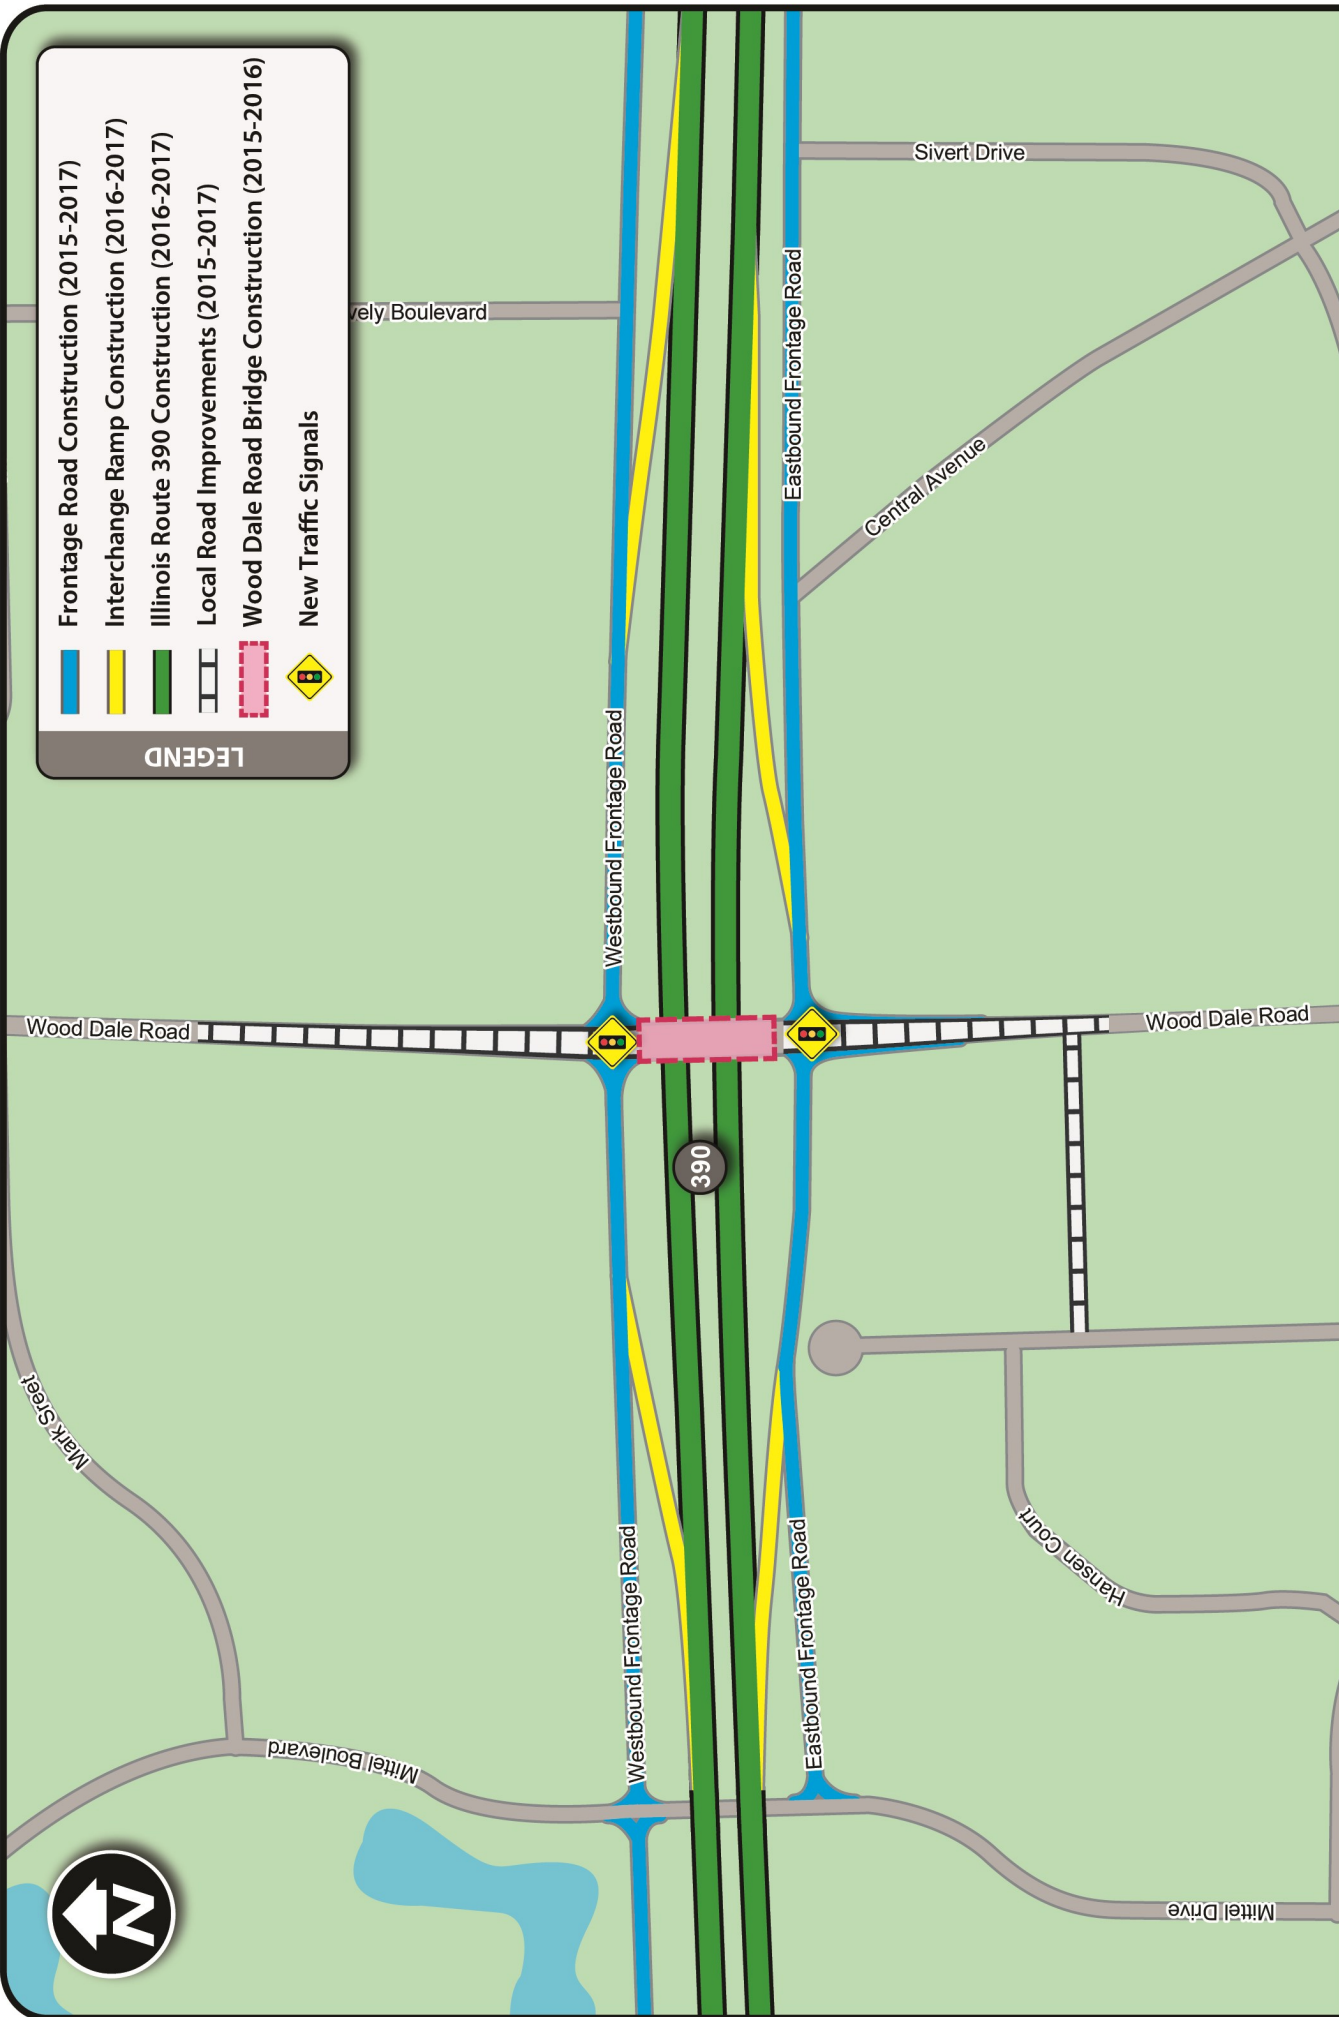 LEGEND
Frontage Road Construction (2015-2017)
Interchange Ramp Construction (2016-2017)
Illinois Route 390 Construction (2016-2017)
Local Road Improvements (2015-2017)
Wood Dale Road Bridge Construction (2015-2016)
New Traffic Signals
N
Mark Sreet
Wood Dale Road
vely Boulevard
Mittel Boulevard
Westbound Frontage Road
Westbound Frontage Road
390
Eastbound Frontage Road
Eastbound Frontage Road
Sivert Drive
Central Avenue
Hansen Court
Wood Dale Road
Mittel Drive